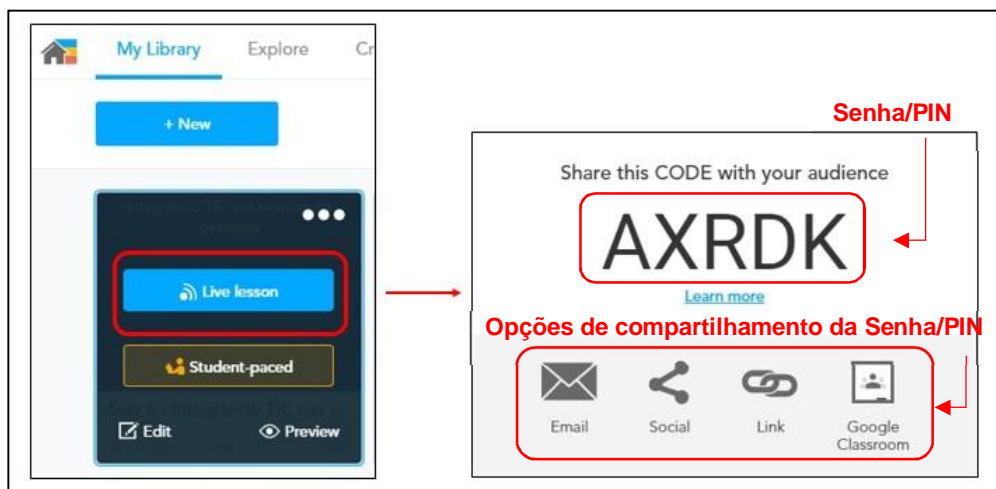 My Library Explore Cr
+ New
Live lesson
Student-paced
Edit Preview
Senha/PIN
Share this CODE with your audience
AXRDK
Learn more
Opções de compartilhamento da Senha/PIN
Email Social Link Google
Classroom